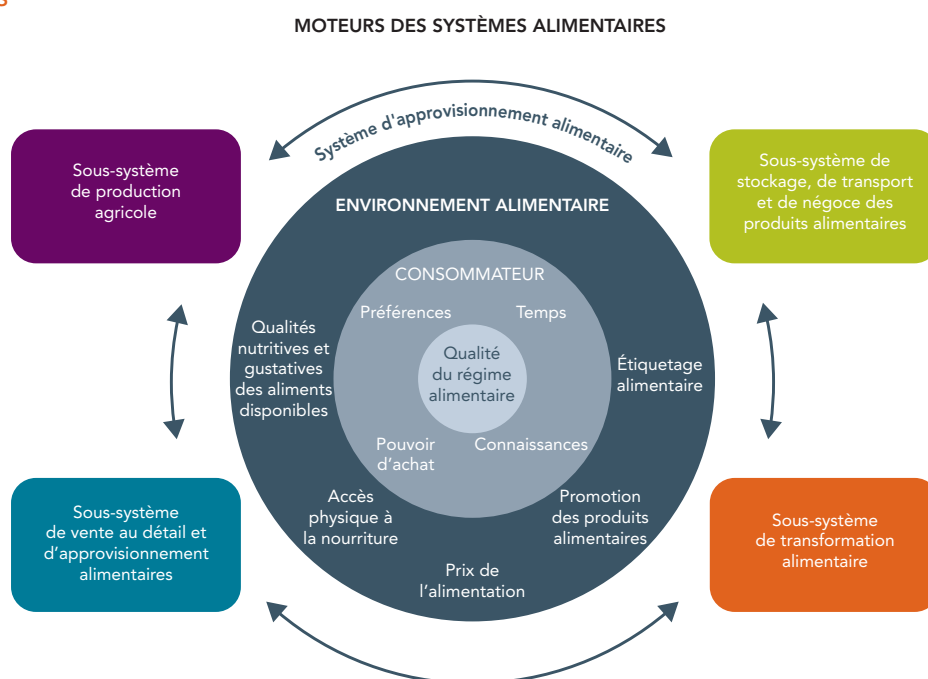 S
MOTEURS DES SYSTÈMES ALIMENTAIRES
Système d'approvisionnement alimentaire
Sous-système
de production
agricole
Sous-système de
stockage, de transport
et de négoce des
produits alimentaires
ENVIRONNEMENT ALIMENTAIRE
CONSOMMATEUR
Préférences
Temps
Qualités
nutritives et
gustatives
des aliments
disponibles
Qualité
du régime
alimentaire
Étiquetage
alimentaire
Pouvoir
d'achat
Connaissances
Accès
physique à
la nourriture
Promotion
des produits
alimentaires
Prix de
l'alimentation
Sous-système
de vente au détail et
d'approvisionnement
alimentaires
Sous-système
de transformation
alimentaire